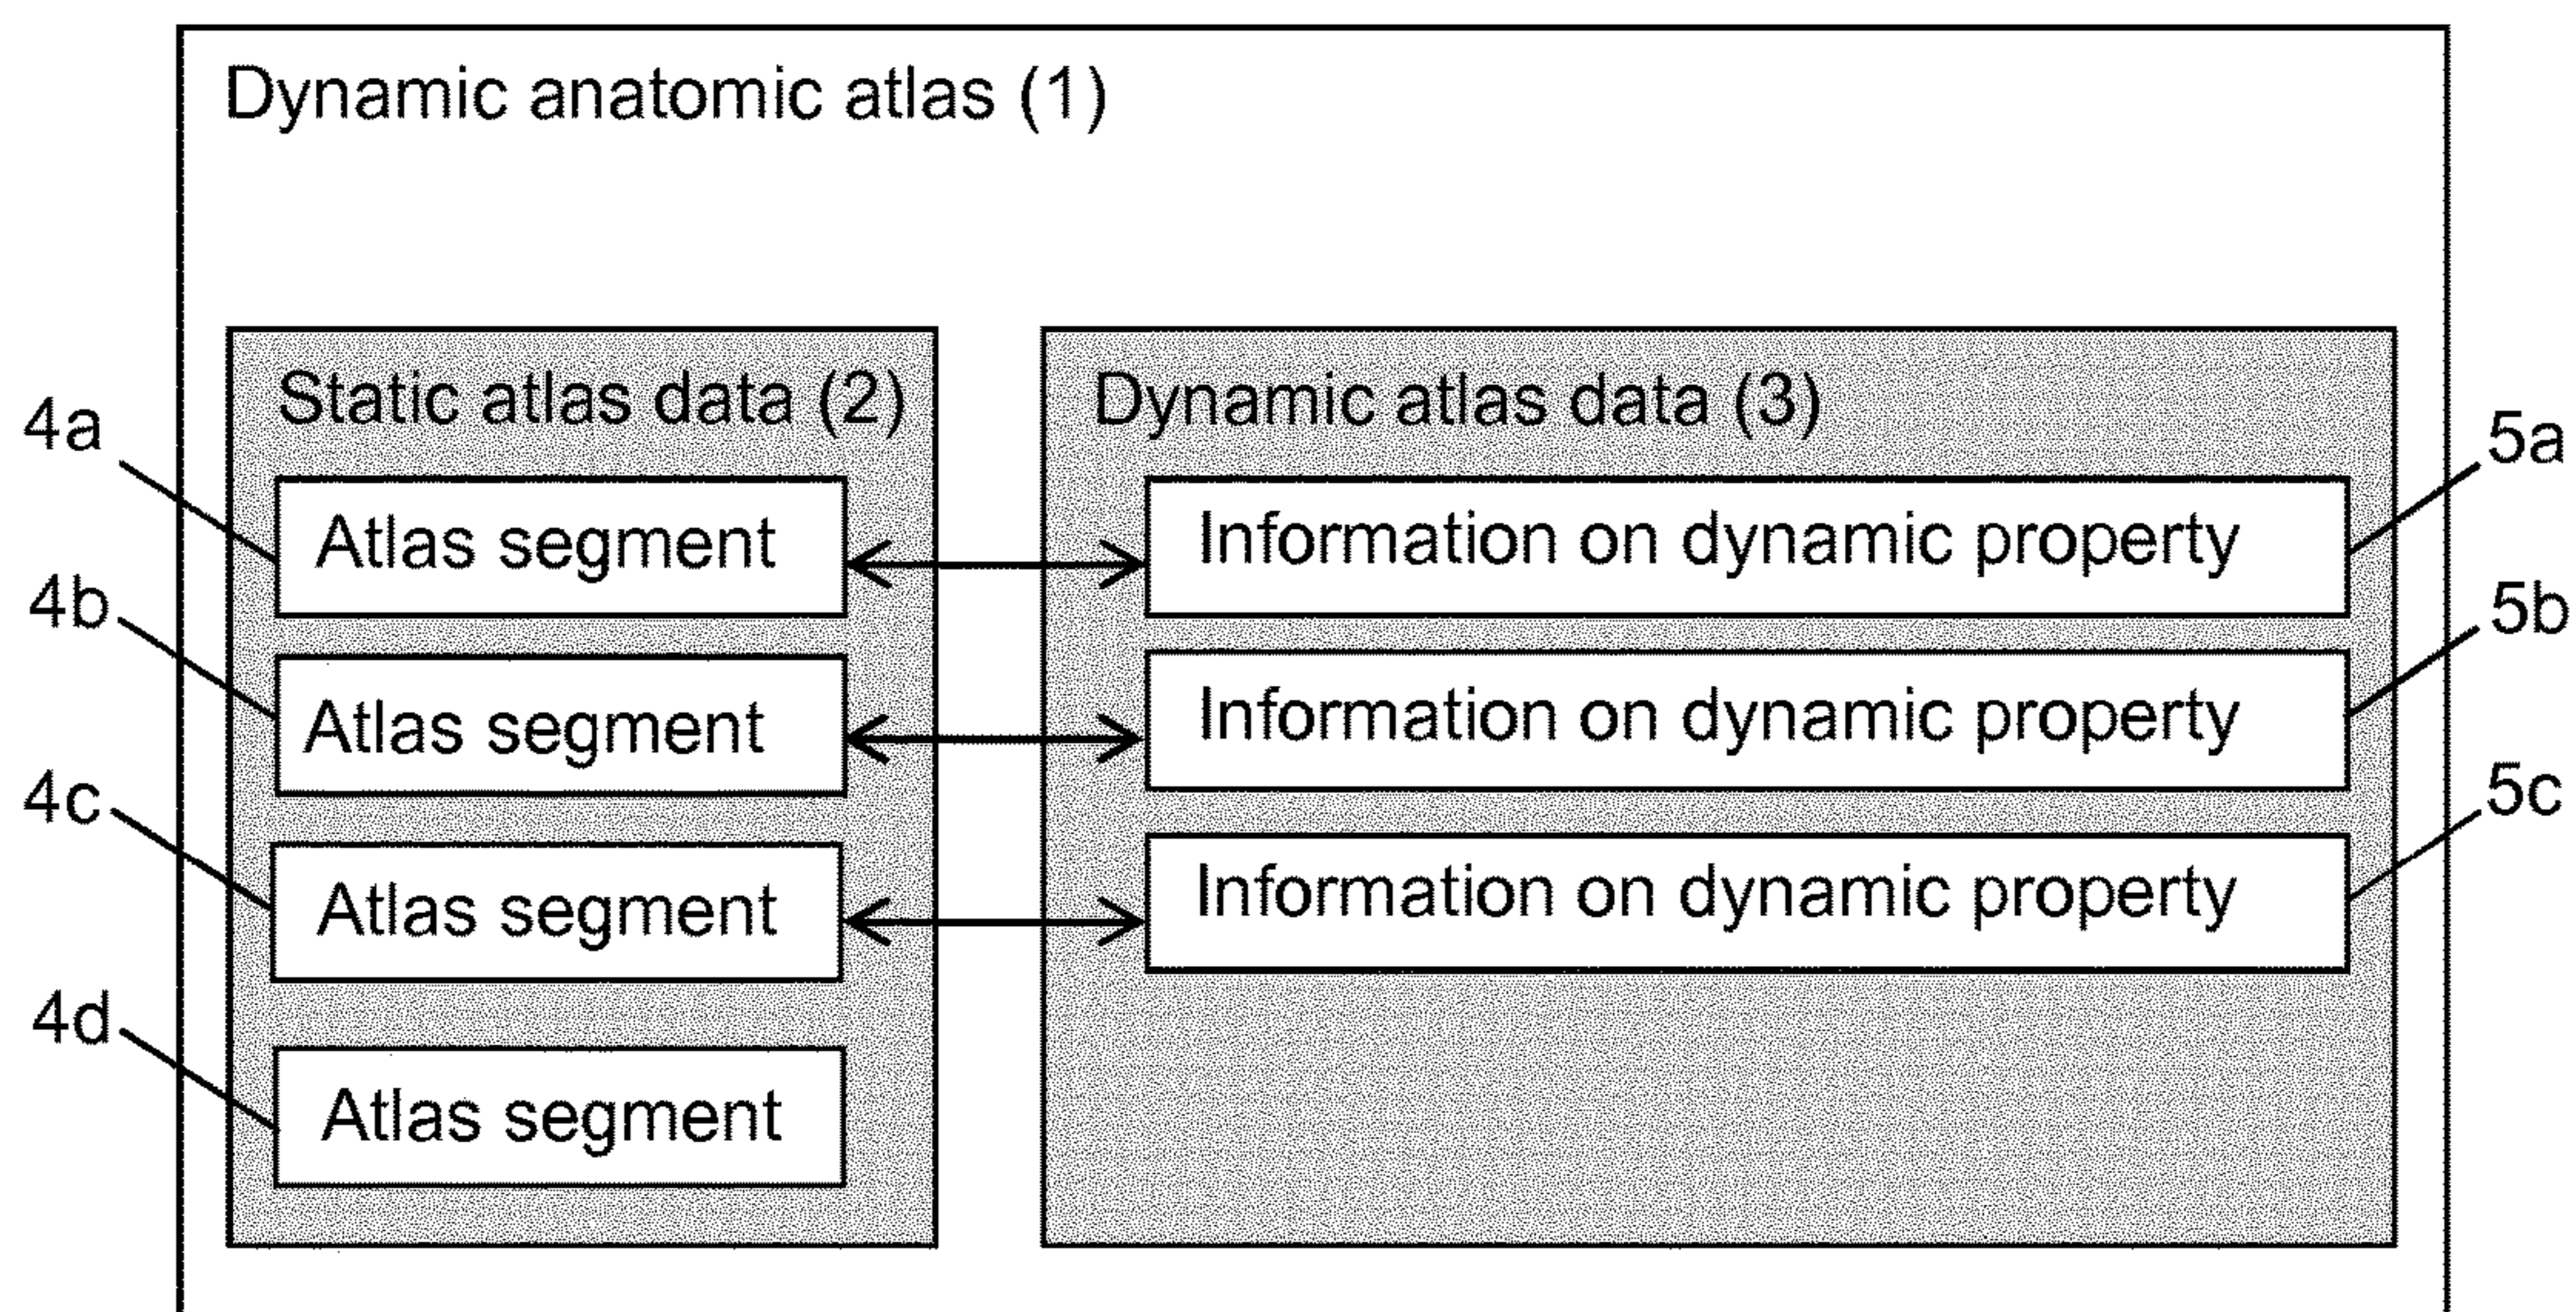 Dynamic anatomic atlas (1)
Static atlas data (2)
Dynamic atlas data (3)
4a
5a
Atlas segment
Information on dynamic property
4b
5b
Atlas segment
Information on dynamic property
4c
5c
Atlas segment
Information on dynamic property
4d
Atlas segment